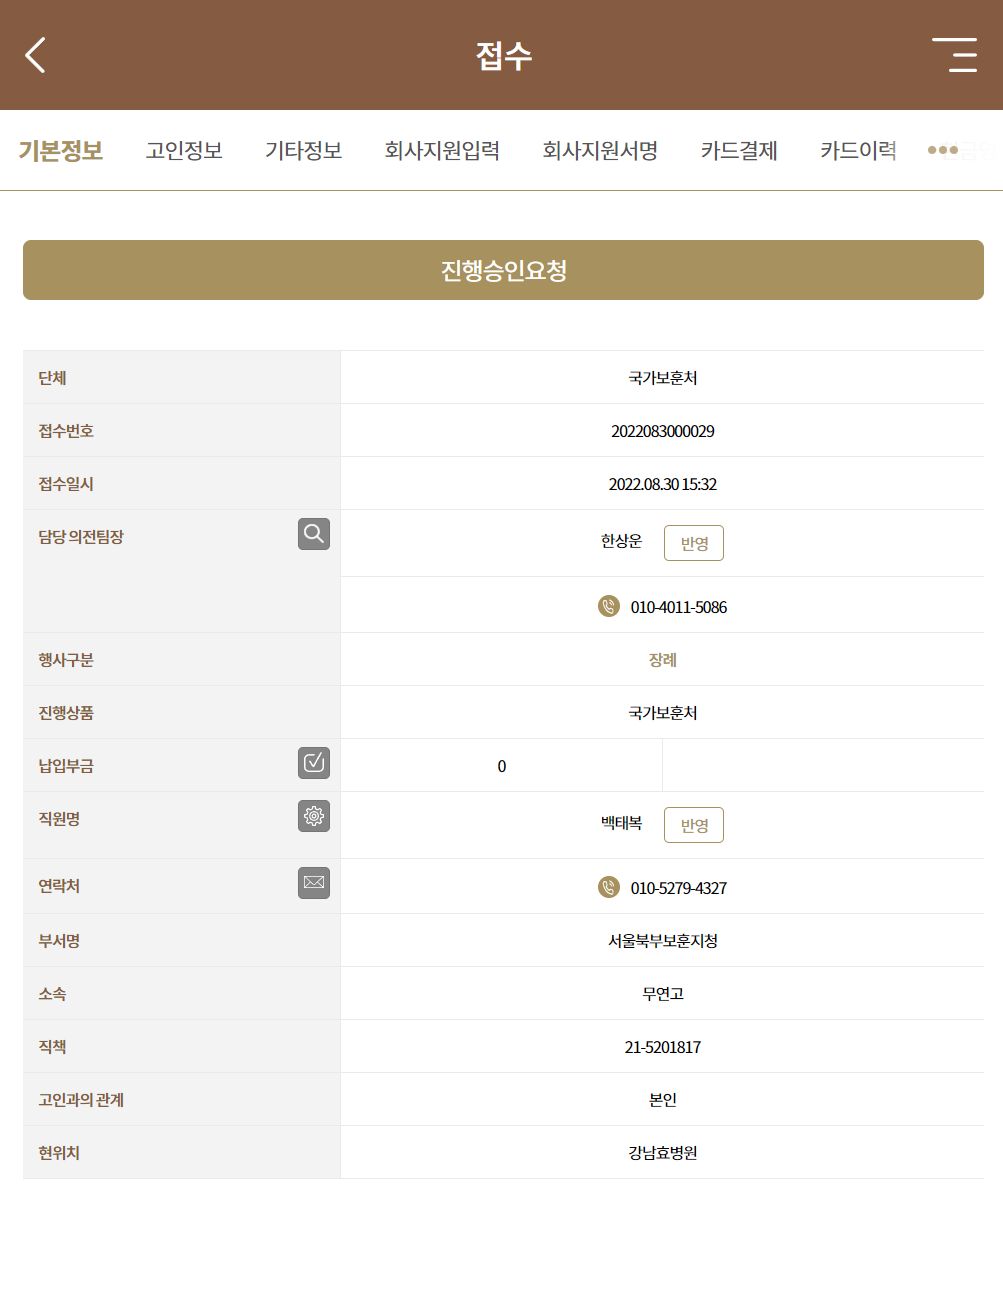 접수
기본정보 고인정보 기타정보 회사지원입력 회사지원서명 카드결제 카드이력
진행승인요청
단체 국가보훈처
접수번호 2022083000029
접수일시 2022.08.30 15:32
담당 의전팀장 한상운 반영
010-4011-5086
행사구분 장례
진행상품 국가보훈처
납입부금 0
직원명 백태복 반영
연락처 010-5279-4327
부서명 서울북부보훈지청
소속 무연고
직책 21-5201817
고인과의 관계 본인
현위치 강남효병원